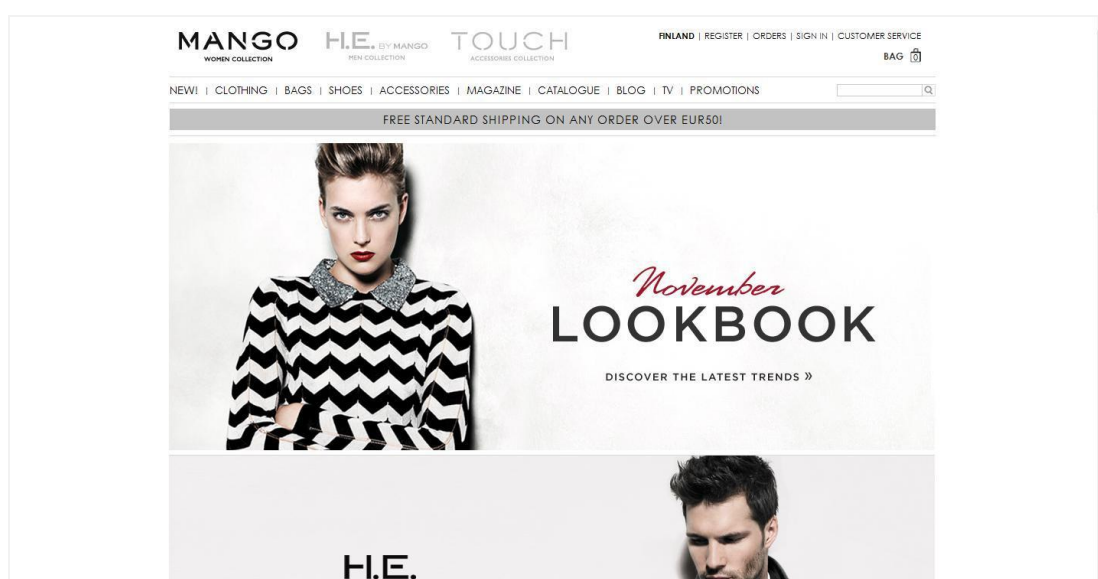 MANGO
WOMEN COLLECTION
H.E. BY MANGO
MEN COLLECTION
TOUCH
ACCESSORIES COLLECTION
FINLAND | REGISTER | ORDERS | SIGN IN | CUSTOMER SERVICE
BAG 0
NEW! | CLOTHING | BAGS | SHOES | ACCESSORIES | MAGAZINE | CATALOGUE | BLOG | TV | PROMOTIONS
FREE STANDARD SHIPPING ON ANY ORDER OVER EUR50!
November
LOOKBOOK
DISCOVER THE LATEST TRENDS »
H.E.